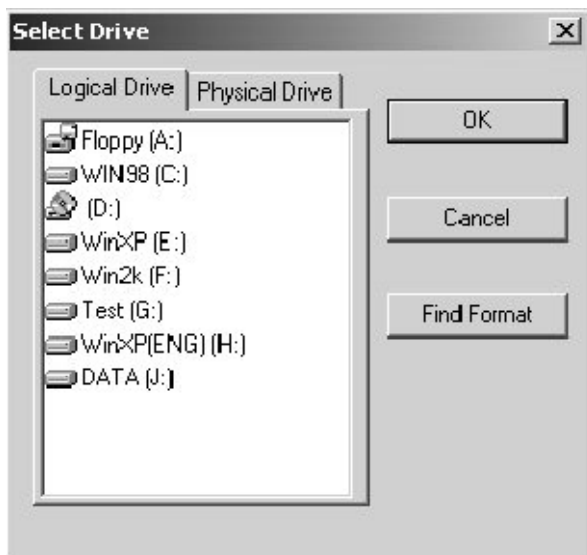 Select Drive
Logical Drive
Physical Drive
Floppy (A:)
WIN98 (C:)
(D:)
WinXP (E:)
Win2k (F:)
Test (G:)
WinXP(ENG) (H:)
DATA (J:)
OK
Cancel
Find Format